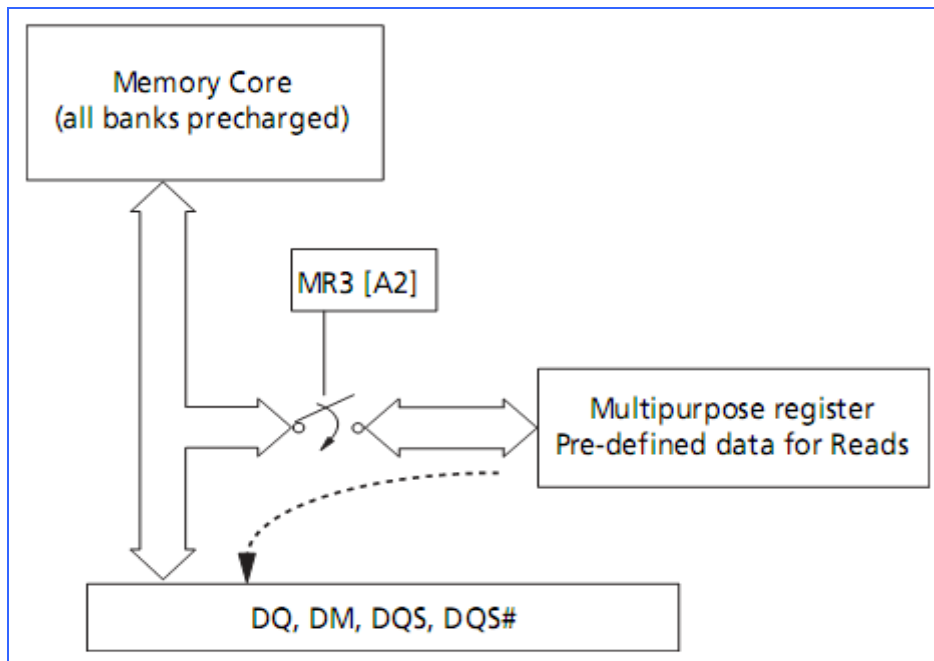 Memory Core
(all banks precharged)
MR3 [A2]
Multipurpose register
Pre-defined data for Reads
DQ, DM, DQS, DQS#